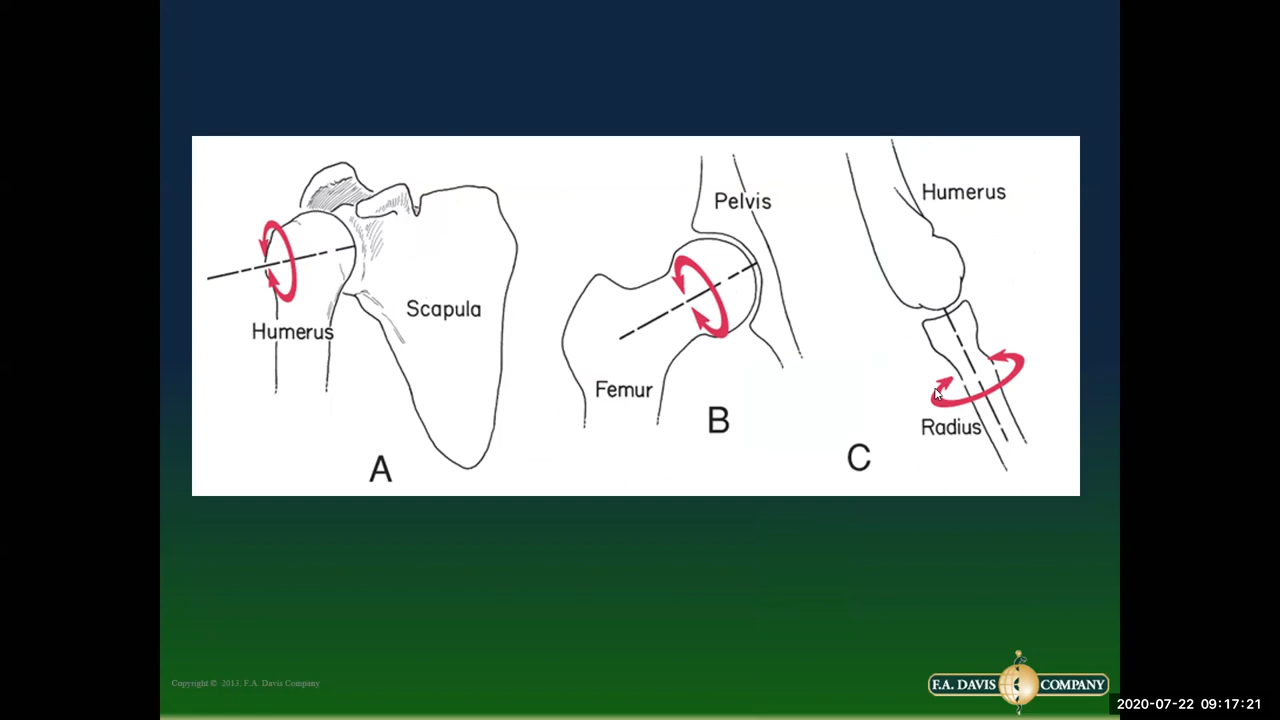 Pelvis
Humerus
Humerus
Scapula
Femur
Radius
A
B
C
Copyright © 2013. F.A. Davis Company
F.A. DAVIS COMPANY
2020-07-22 09:17:21